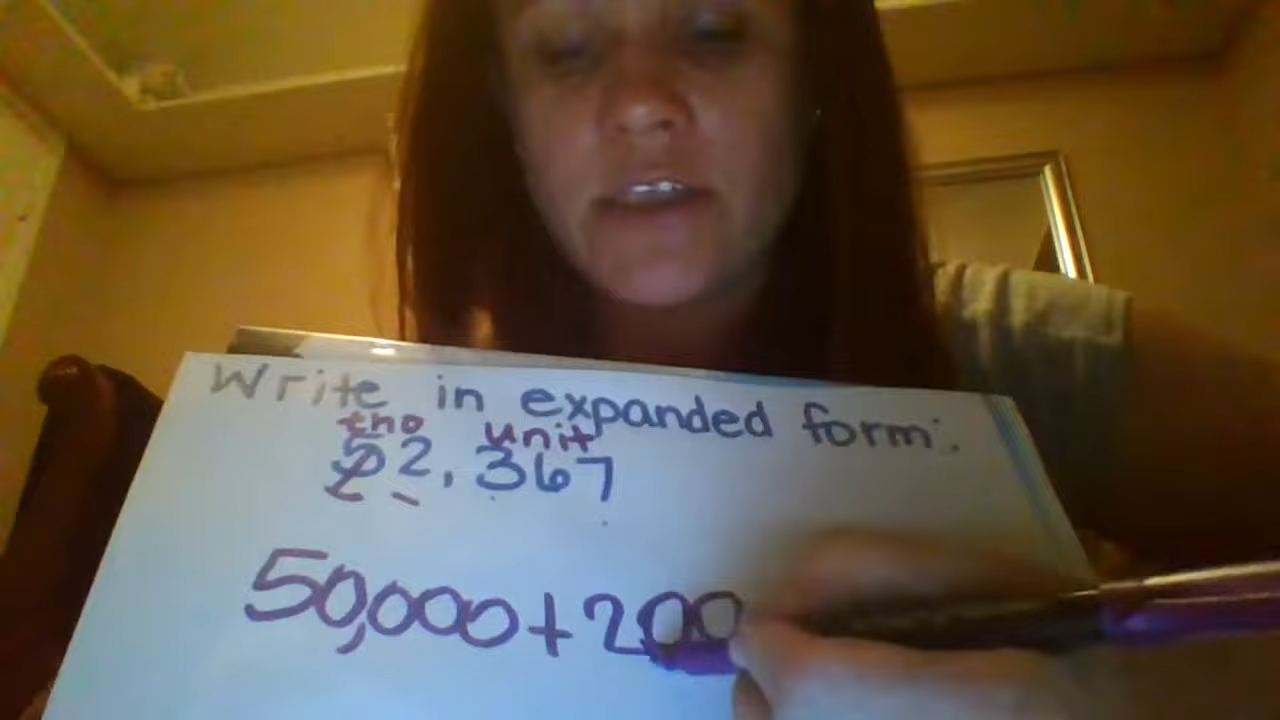 Write in expanded form:
tho unit
52,367
50,000+200